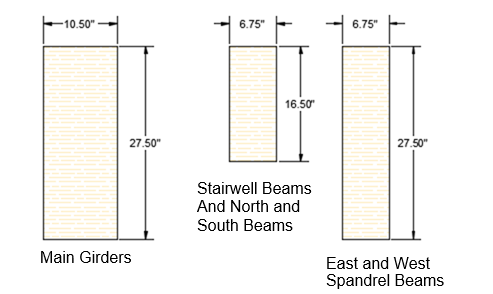 10.50"
6.75"
6.75"
16.50"
27.50"
27.50"
Main Girders
Stairwell Beams
And North and
South Beams
East and West
Spandrel Beams